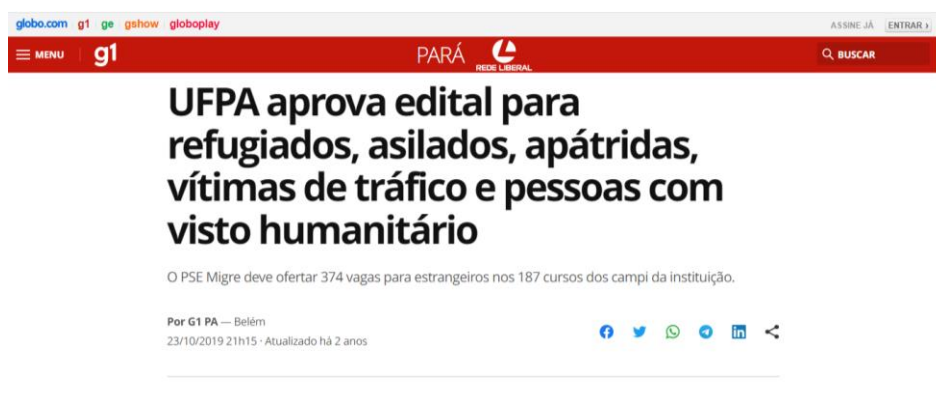 globo.com g1 ge gshow globoplay ASSINE JÁ ENTRAR ›
MENU g1 PARÁ REDE LIBERAL BUSCAR
UFPA aprova edital para
refugiados, asilados, apátridas,
vítimas de tráfico e pessoas com
visto humanitário
O PSE Migre deve ofertar 374 vagas para estrangeiros nos 187 cursos dos campi da instituição.
Por G1 PA — Belém
23/10/2019 21h15 · Atualizado há 2 anos